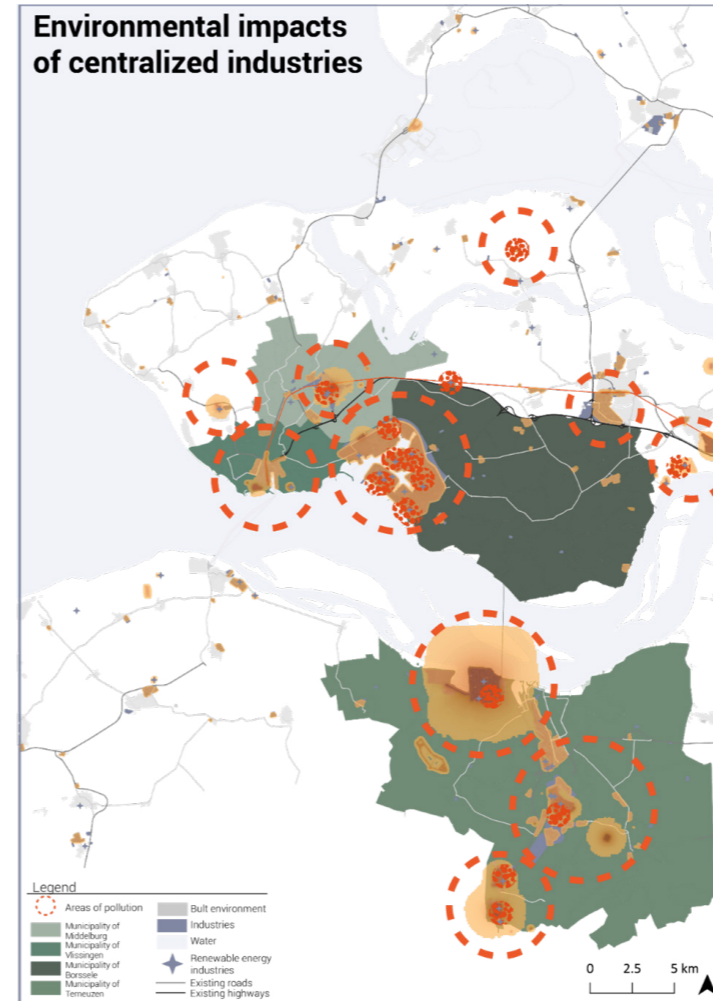 Environmental impacts
of centralized industries
Legend
Areas of pollution
Municipality of
Middelburg
Municipality of
Vlissingen
Municipality of
Borssele
Municipality of
Terneuzen
Bult environment
Industries
Water
Renewable energy
industries
Existing roads
Existing highways
0 2.5 5 km